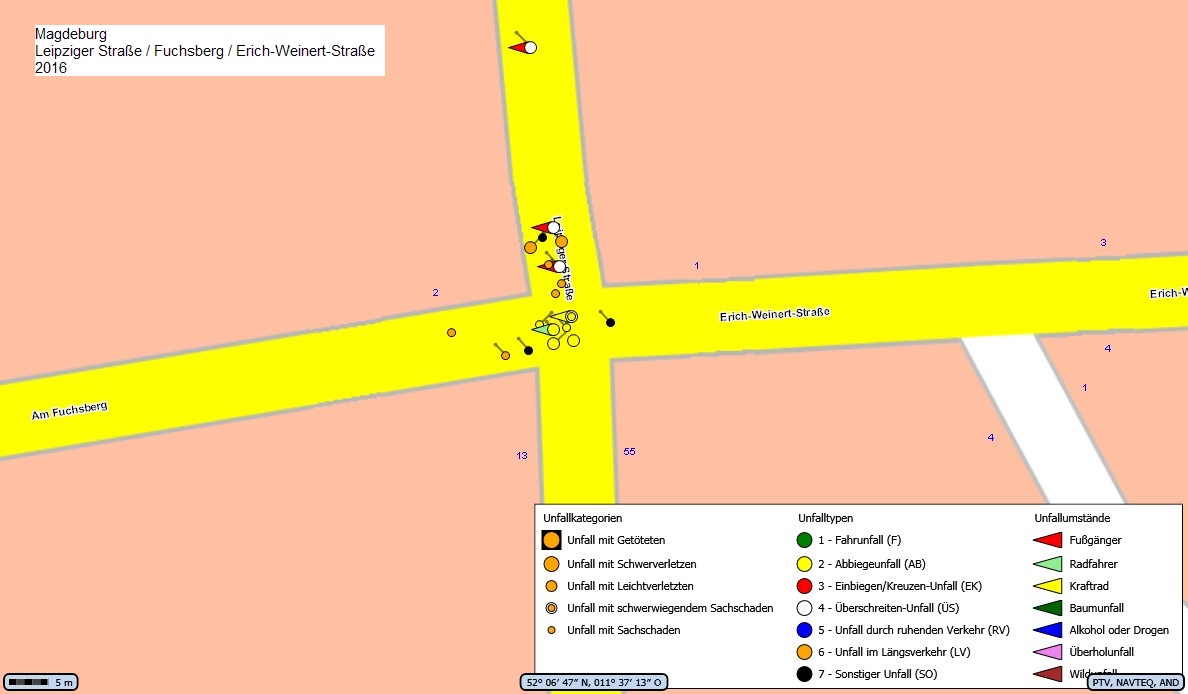 Magdeburg
Leipziger Straße / Fuchsberg / Erich-Weinert-Straße
2016
3
1
2
Erich-W
Erich-Weinert-Straße
4
1
Am Fuchsberg
4
13
55
Unfallkategorien
Unfall mit Getöteten
Unfall mit Schwerverletzen
Unfall mit Leichtverletzten
Unfall mit schwerwiegendem Sachschaden
Unfall mit Sachschaden
Unfalltypen
1 - Fahrunfall (F)
2 - Abbiegeunfall (AB)
3 - Einbiegen/Kreuzen-Unfall (EK)
4 - Überschreiten-Unfall (ÜS)
5 - Unfall durch ruhenden Verkehr (RV)
6 - Unfall im Längsverkehr (LV)
7 - Sonstiger Unfall (SO)
Unfallumstände
Fußgänger
Radfahrer
Kraftrad
Baumunfall
Alkohol oder Drogen
Überholunfall
5 m
52° 06' 47" N, 011° 37' 13" O
PTV, NAVTEQ, AND